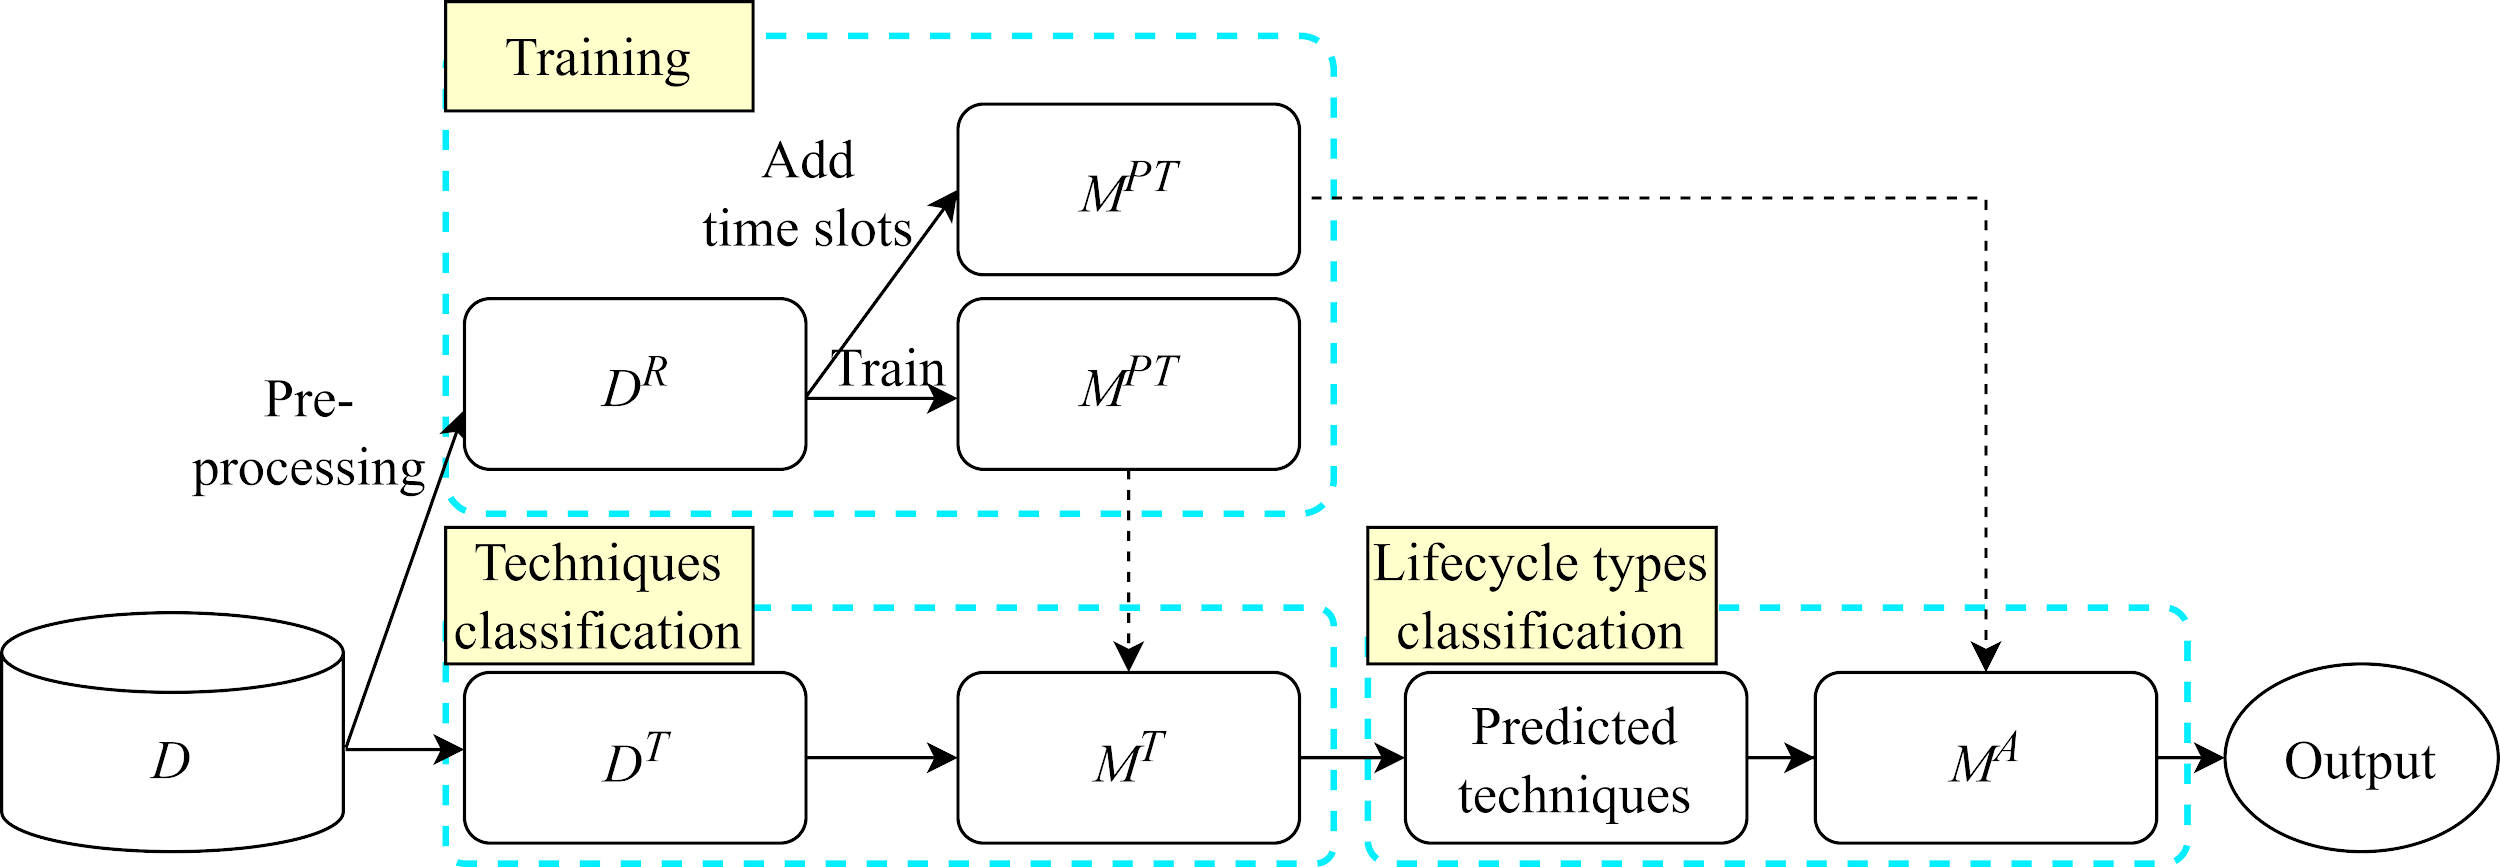 Training
Add
time slots
M^{PT}
D^R
Train
M^{PT}
Pre-
processing
Techniques
classification
Lifecycle types
classification
D
D^T
M^T
Predicted
techniques
M^A
Output